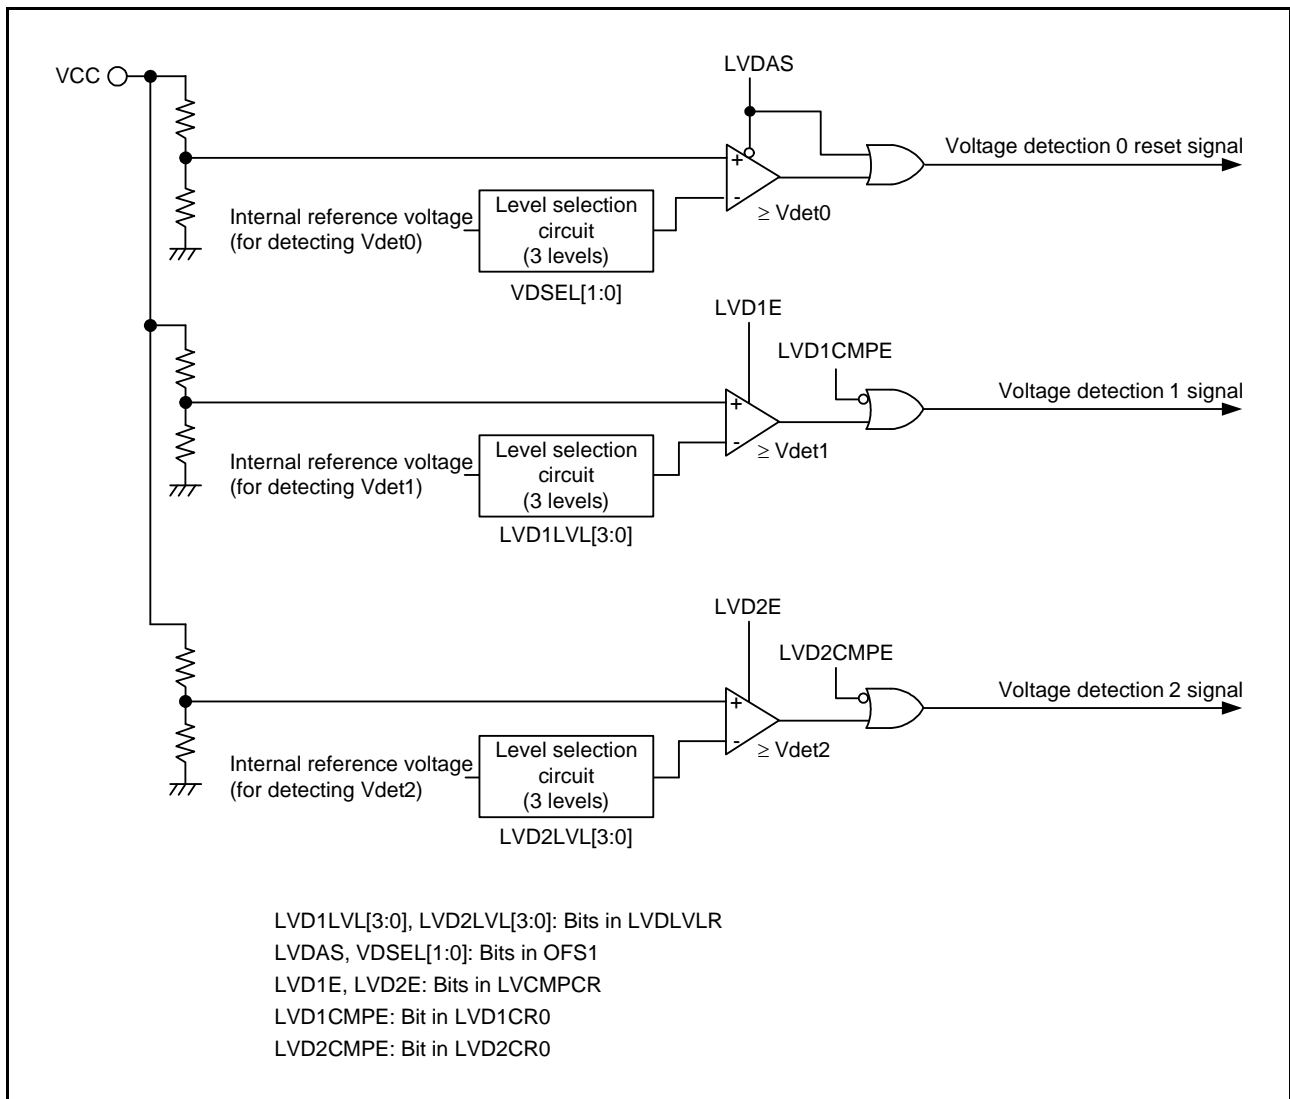 VCC
LVDAS
+
-
Voltage detection 0 reset signal
Internal reference voltage
(for detecting Vdet0)
Level selection
circuit
(3 levels)
≥ Vdet0
VDSEL[1:0]
LVD1E
LVD1CMPE
+
-
Voltage detection 1 signal
Internal reference voltage
(for detecting Vdet1)
Level selection
circuit
(3 levels)
≥ Vdet1
LVD1LVL[3:0]
LVD2E
LVD2CMPE
+
-
Voltage detection 2 signal
Internal reference voltage
(for detecting Vdet2)
Level selection
circuit
(3 levels)
≥ Vdet2
LVD2LVL[3:0]
LVD1LVL[3:0], LVD2LVL[3:0]: Bits in LVDLVLR
LVDAS, VDSEL[1:0]: Bits in OFS1
LVD1E, LVD2E: Bits in LVCMPCR
LVD1CMPE: Bit in LVD1CR0
LVD2CMPE: Bit in LVD2CR0